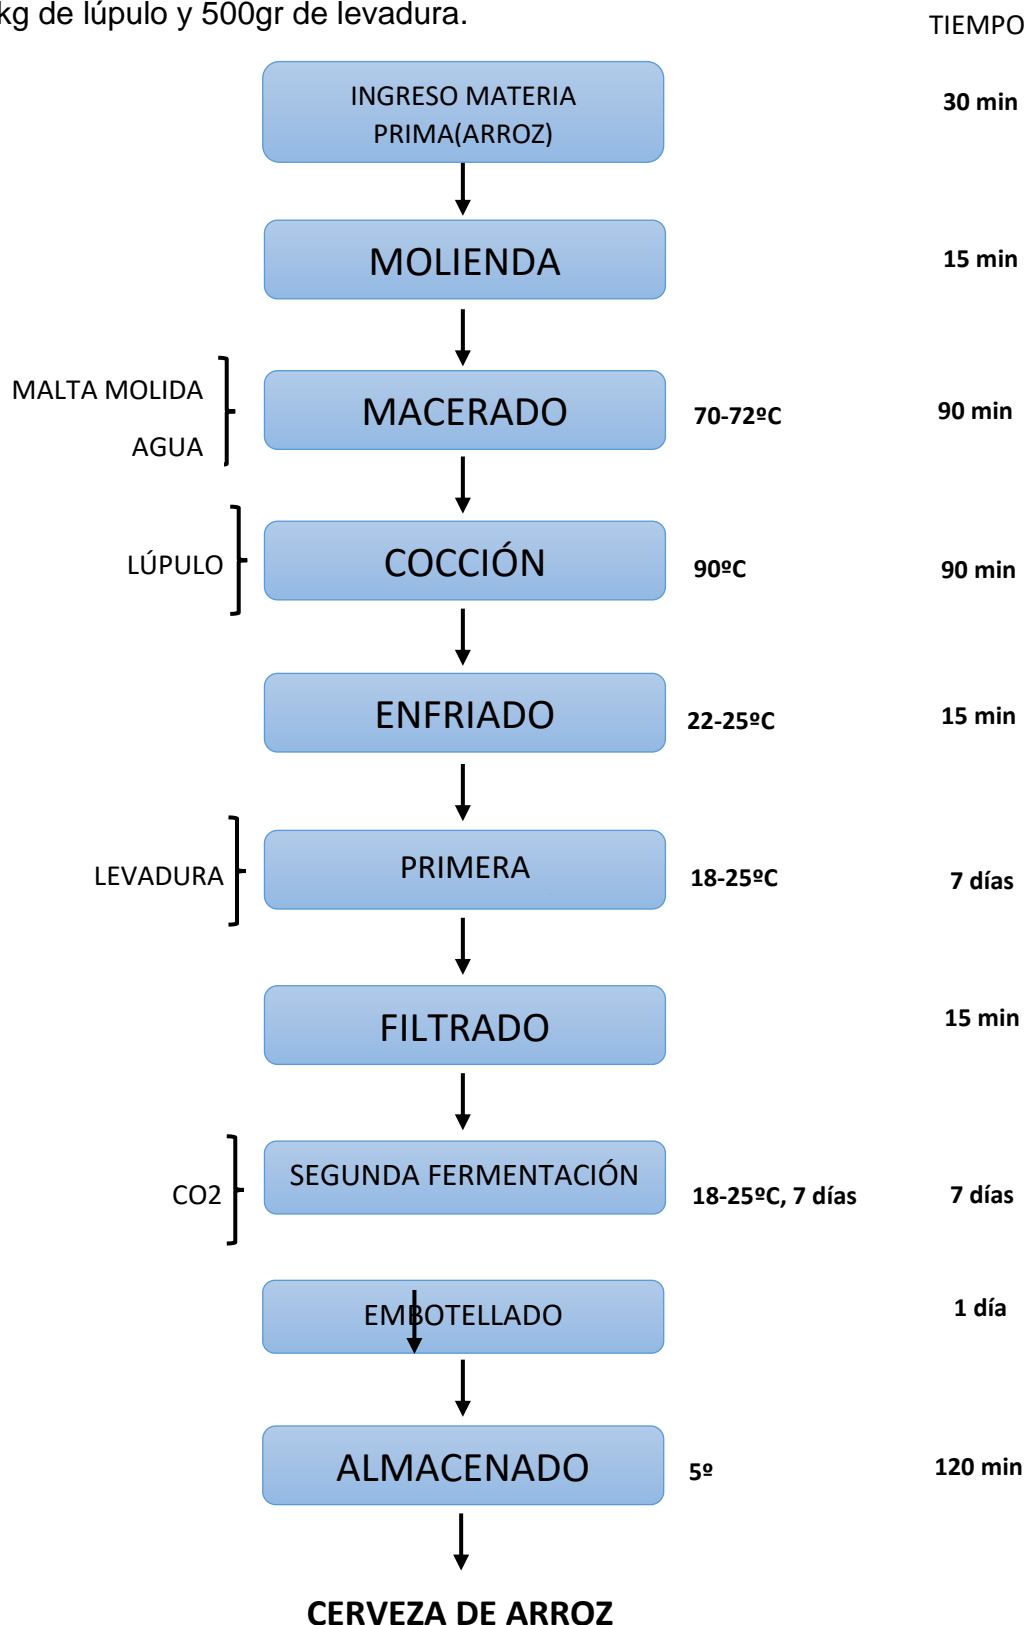 kg de lúpulo y 500gr de levadura.
TIEMPO
INGRESO MATERIA
PRIMA(ARROZ)
30 min
MOLIENDA
15 min
MALTA MOLIDA
AGUA
MACERADO
70-72ºC
90 min
LÚPULO
COCCIÓN
90ºC
90 min
ENFRIADO
22-25ºC
15 min
LEVADURA
PRIMERA
18-25ºC
7 días
FILTRADO
15 min
CO2
SEGUNDA FERMENTACIÓN
18-25ºC, 7 días
7 días
EMBOTELLADO
1 día
ALMACENADO
5º
120 min
CERVEZA DE ARROZ